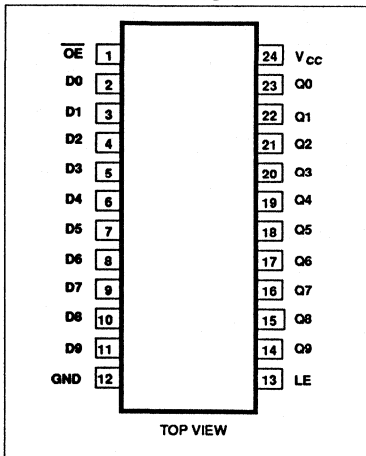 OE 1 24 VCC
D0 2 23 Q0
D1 3 22 Q1
D2 4 21 Q2
D3 5 20 Q3
D4 6 19 Q4
D5 7 18 Q5
D6 8 17 Q6
D7 9 16 Q7
D8 10 15 Q8
D9 11 14 Q9
GND 12 13 LE
TOP VIEW